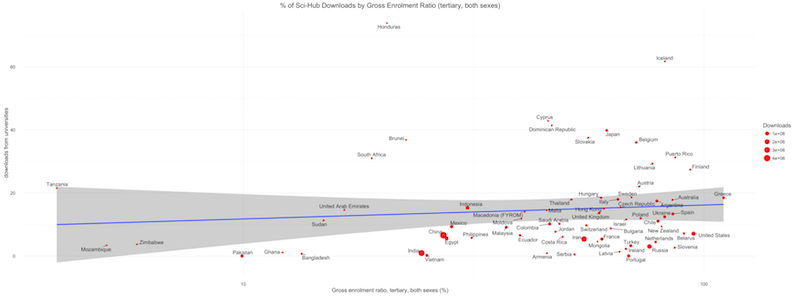 % of Sci-Hub Downloads by Gross Enrolment Ratio (tertiary, both sexes)
Honduras
Iceland
60
Cyprus
Dominican Republic
Japan
Downloads
1e+06
2e+06
3e+06
4e+06
downloads from universities
40
Brunei
Slovakia
Belgium
South Africa
Puerto Rico
Lithuania
Finland
Tanzania
Austria
20
United Arab Emirates
Indonesia
Thailand
Hungary
Italy
Sweden
Czech Republic
Argentina
Australia
Greece
Sudan
Macedonia (FYROM)
Malta
Hong Kong
United Kingdom
Poland
Ukraine
Spain
China
Mexico
Moldova
Malaysia
Colombia
Saudi Arabia
Jordan
Switzerland
Israel
Bulgaria
Chile
New Zealand
Belarus
United States
Mozambique
Zimbabwe
Egypt
Philippines
Ecuador
Costa Rica
Iran
France
Mongolia
Turkey
Netherlands
Russia
Slovenia
0
Pakistan
Ghana
Bangladesh
India
Vietnam
Armenia
Serbia
Latvia
Ireland
Portugal
10
100
Gross enrolment ratio, tertiary, both sexes (%)